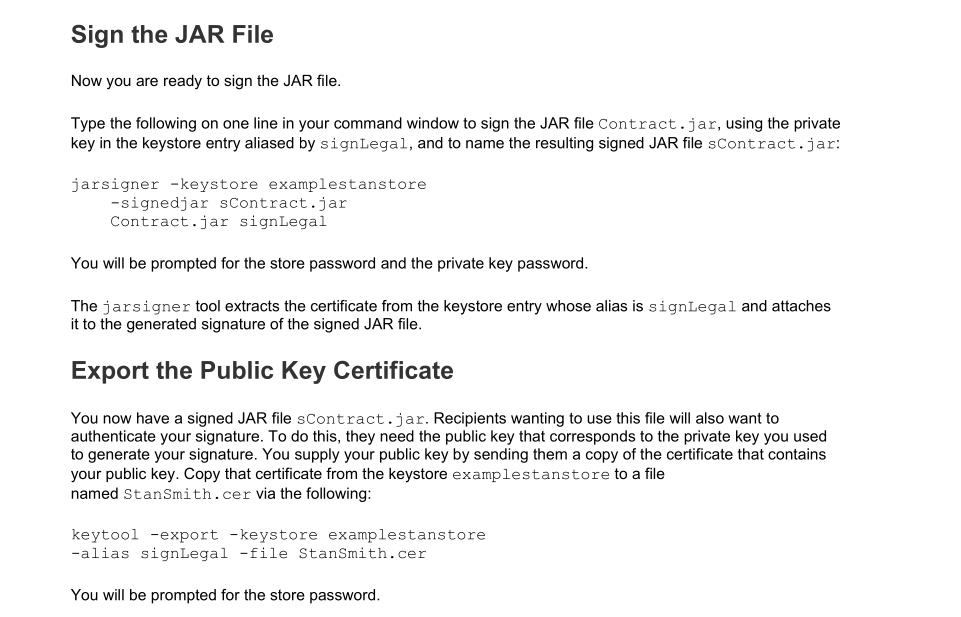 Sign the JAR File
Now you are ready to sign the JAR file.
Type the following on one line in your command window to sign the JAR file Contract.jar, using the private
key in the keystore entry aliased by signLegal, and to name the resulting signed JAR file sContract.jar:
jarsigner -keystore examplestanstore
    -signedjar sContract.jar
    Contract.jar signLegal
You will be prompted for the store password and the private key password.
The jarsigner tool extracts the certificate from the keystore entry whose alias is signLegal and attaches
it to the generated signature of the signed JAR file.
Export the Public Key Certificate
You now have a signed JAR file sContract.jar. Recipients wanting to use this file will also want to
authenticate your signature. To do this, they need the public key that corresponds to the private key you used
to generate your signature. You supply your public key by sending them a copy of the certificate that contains
your public key. Copy that certificate from the keystore examplestanstore to a file
named StanSmith.cer via the following:
keytool -export -keystore examplestanstore
-alias signLegal -file StanSmith.cer
You will be prompted for the store password.